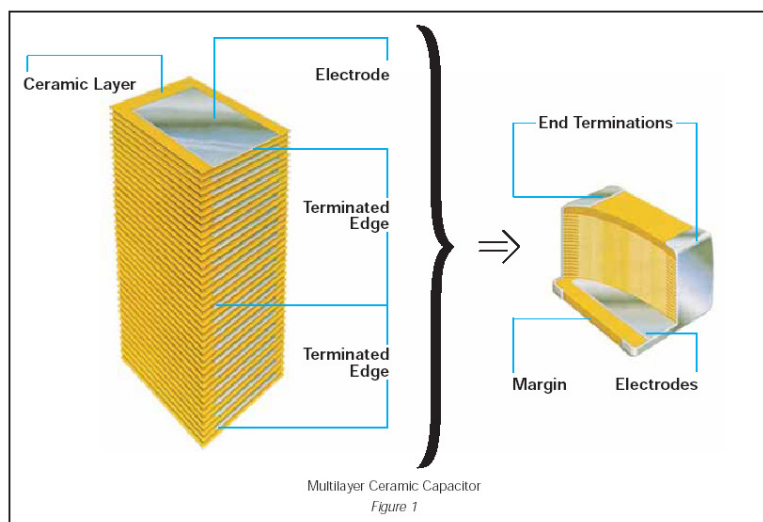 Ceramic Layer
Electrode
Terminated
Edge
Terminated
Edge
End Terminations
Margin
Electrodes
Multilayer Ceramic Capacitor
Figure 1